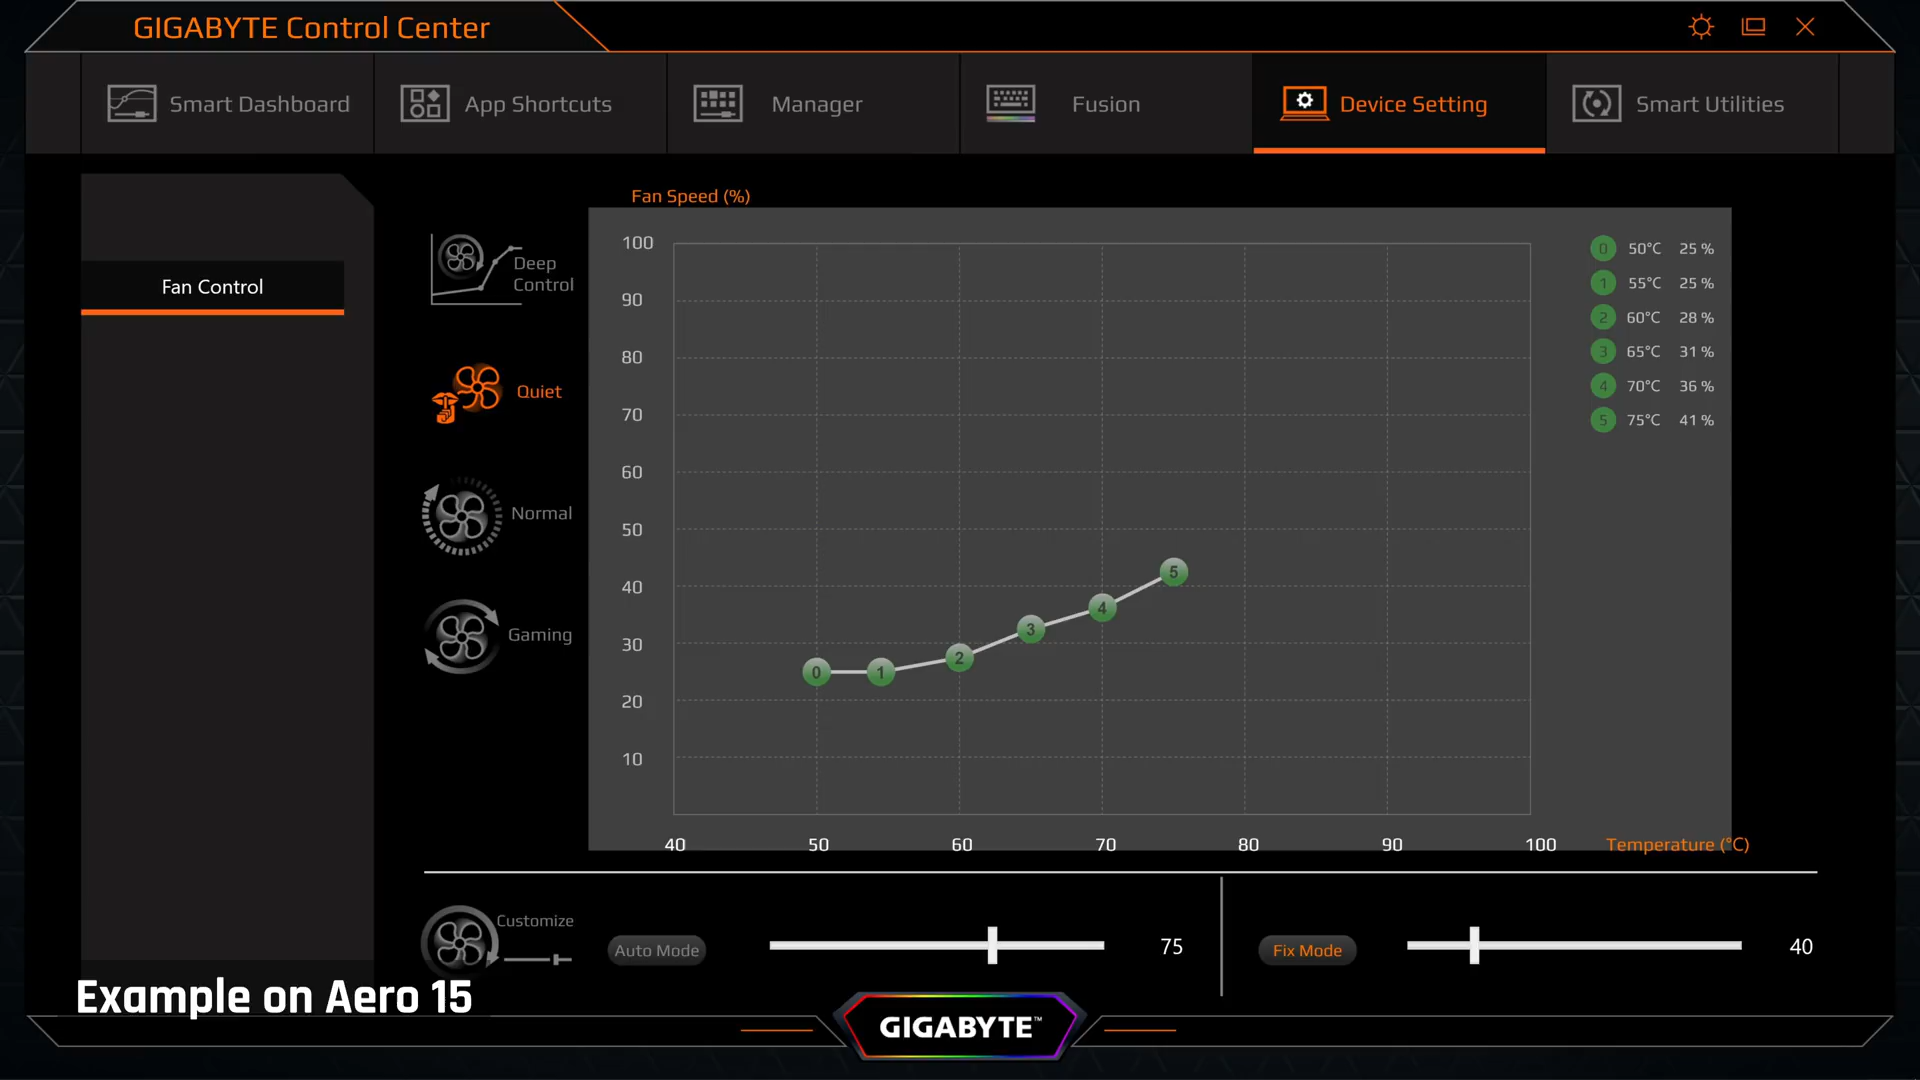 GIGABYTE Control Center
Smart Dashboard
App Shortcuts
Manager
Fusion
Device Setting
Smart Utilities
Fan Control
Deep
Control
Quiet
Normal
Gaming
Fan Speed (%)
100
90
80
70
60
50
40
30
20
10
0
1
2
3
4
5
40
50
60
70
80
90
100
Temperature (°C)
0 50°C 25 %
1 55°C 25 %
2 60°C 28 %
3 65°C 31 %
4 70°C 36 %
5 75°C 41 %
Customize
Auto Mode
75
Fix Mode
40
Example on Aero 15
GIGABYTE™